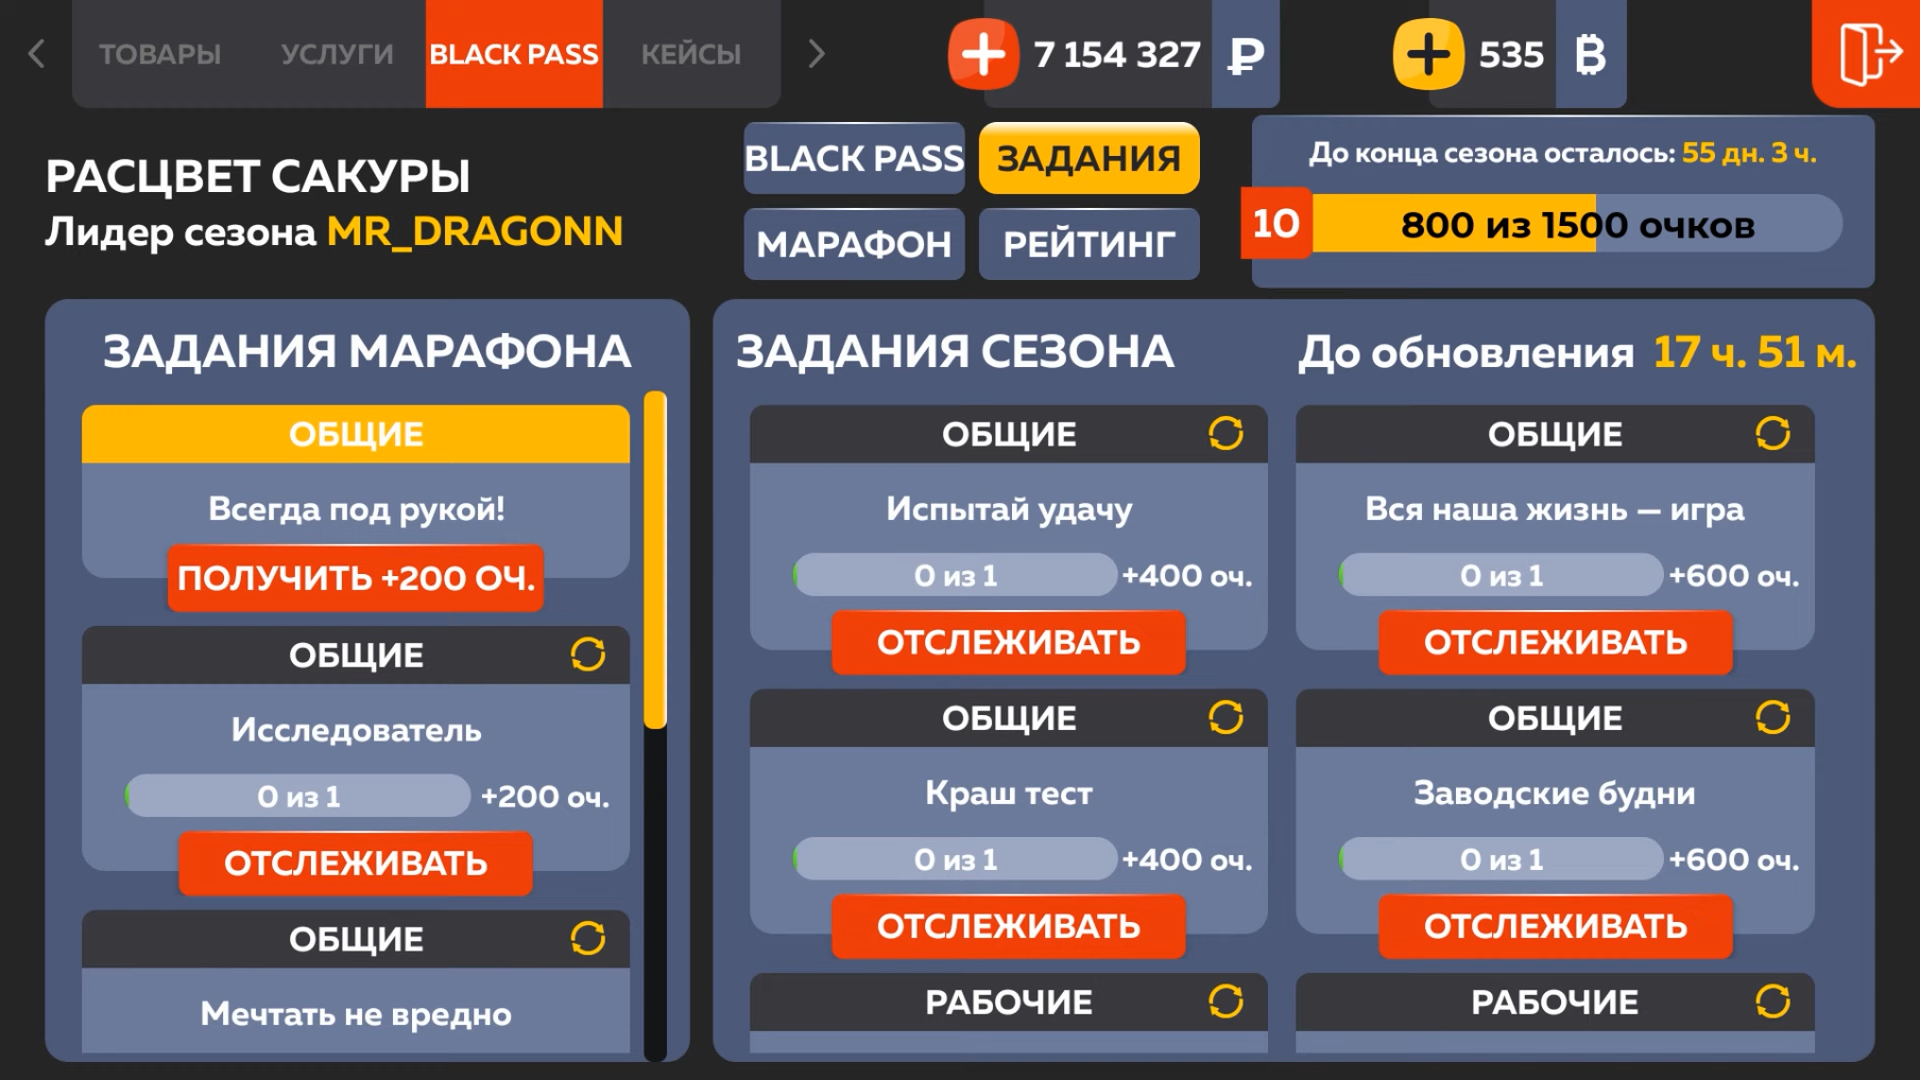 ТОВАРЫ УСЛУГИ BLACK PASS КЕЙСЫ
7 154 327 ₽
535
РАСЦВЕТ САКУРЫ
Лидер сезона MR_DRAGONN
BLACK PASS ЗАДАНИЯ
МАРАФОН РЕЙТИНГ
До конца сезона осталось: 55 дн. 3 ч.
10 800 из 1500 очков
ЗАДАНИЯ МАРАФОНА
ОБЩИЕ
Всегда под рукой!
ПОЛУЧИТЬ +200 ОЧ.
ОБЩИЕ
Исследователь
0 из 1 +200 оч.
ОТСЛЕЖИВАТЬ
ОБЩИЕ
Мечтать не вредно
ЗАДАНИЯ СЕЗОНА До обновления 17 ч. 51 м.
ОБЩИЕ
Испытай удачу
0 из 1 +400 оч.
ОТСЛЕЖИВАТЬ
ОБЩИЕ
Вся наша жизнь — игра
0 из 1 +600 оч.
ОТСЛЕЖИВАТЬ
ОБЩИЕ
Краш тест
0 из 1 +400 оч.
ОТСЛЕЖИВАТЬ
ОБЩИЕ
Заводские будни
0 из 1 +600 оч.
ОТСЛЕЖИВАТЬ
РАБОЧИЕ
РАБОЧИЕ